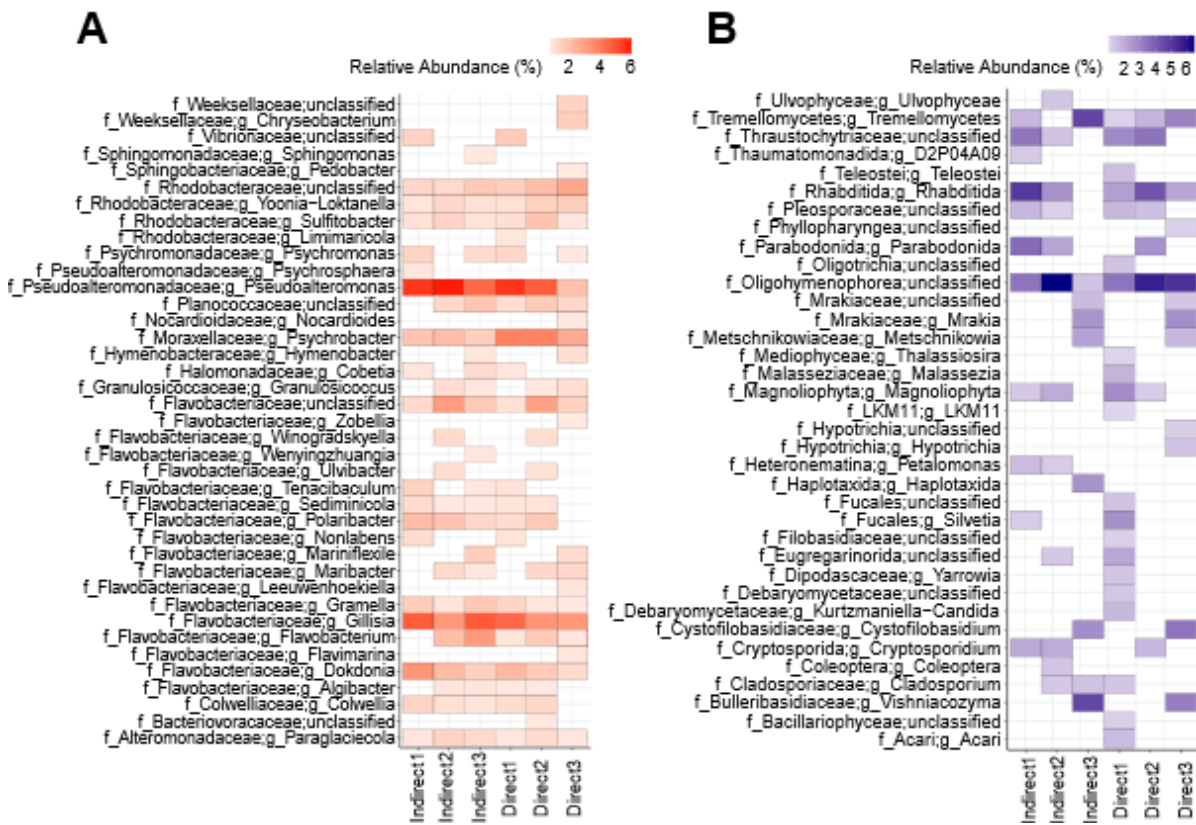 A
2 4 6
Relative Abundance (%)
f_Weeksellaceae;unclassified
f_Weeksellaceae;g_Chryseobacterium
f_Vibrionaceae;unclassified
f_Sphingomonadaceae;g_Sphingomonas
f_Sphingobacteriaceae;g_Pedobacter
f_Rhodobacteraceae;unclassified
f_Rhodobacteraceae;g_Yoonia-Loktanella
f_Rhodobacteraceae;g_Sulfitobacter
f_Rhodobacteraceae;g_Limimaricola
f_Psychromonadaceae;g_Psychromonas
f_Pseudoalteromonadaceae;g_Psychrosphaera
f_Pseudoalteromonadaceae;g_Pseudoalteromonas
f_Planococcaceae;unclassified
f_Nocardioidaceae;g_Nocardioides
f_Moraxellaceae;g_Psychrobacter
f_Hymenobacteraceae;g_Hymenobacter
f_Halomonadaceae;g_Cobetia
f_Granulosicoccaceae;g_Granulosicoccus
f_Flavobacteriaceae;unclassified
f_Flavobacteriaceae;g_Zobellia
f_Flavobacteriaceae;g_Winogradskyella
f_Flavobacteriaceae;g_Wenyingzhuangia
f_Flavobacteriaceae;g_Ulvibacter
f_Flavobacteriaceae;g_Tenacibaculum
f_Flavobacteriaceae;g_Sediminicola
f_Flavobacteriaceae;g_Polaribacter
f_Flavobacteriaceae;g_Nonlabens
f_Flavobacteriaceae;g_Mariniflexile
f_Flavobacteriaceae;g_Maribacter
f_Flavobacteriaceae;g_Leeuwenhoekiella
f_Flavobacteriaceae;g_Gramella
f_Flavobacteriaceae;g_Gillisia
f_Flavobacteriaceae;g_Flavobacterium
f_Flavobacteriaceae;g_Flavimarina
f_Flavobacteriaceae;g_Dokdonia
f_Flavobacteriaceae;g_Algibacter
f_Colwelliaceae;g_Colwellia
f_Bacteriovoracaceae;unclassified
f_Alteromonadaceae;g_Paraglaciecola
Indirect1
Indirect2
Indirect3
Direct1
Direct2
Direct3
B
Relative Abundance (%) 2 3 4 5 6
f_Ulvophyceae;g_Ulvophyceae
f_Tremellomycetes;g_Tremellomycetes
f_Thraustochytriaceae;unclassified
f_Thaumatomonadida;g_D2P04A09
f_Teleostei;g_Teleostei
f_Rhabditida;g_Rhabditida
f_Pleosporaceae;unclassified
f_Phyllopharyngea;unclassified
f_Parabodonida;g_Parabodonida
f_Oligotrichia;unclassified
f_Oligohymenophorea;unclassified
f_Mrakiaceae;unclassified
f_Mrakiaceae;g_Mrakia
f_Metschnikowiaceae;g_Metschnikowia
f_Mediophyceae;g_Thalassiosira
f_Malasseziaceae;g_Malassezia
f_Magnoliophyta;g_Magnoliophyta
f_LKM11;g_LKM11
f_Hypotrichia;unclassified
f_Hypotrichia;g_Hypotrichia
f_Heteronematina;g_Petalomonas
f_Haplotaxida;g_Haplotaxida
f_Fucales;unclassified
f_Fucales;g_Silvetia
f_Filobasidiaceae;unclassified
f_Eugregarinorida;unclassified
f_Dipodascaceae;g_Yarrowia
f_Debaryomycetaceae;unclassified
f_Debaryomycetaceae;g_Kurtzmaniella-Candida
f_Cystofilobasidiaceae;g_Cystofilobasidium
f_Cryptosporida;g_Cryptosporidium
f_Coleoptera;g_Coleoptera
f_Cladosporiaceae;g_Cladosporium
f_Bulleribasidiaceae;g_Vishniacozyma
f_Bacillariophyceae;unclassified
f_Acari;g_Acari
Indirect1
Indirect2
Indirect3
Direct1
Direct2
Direct3